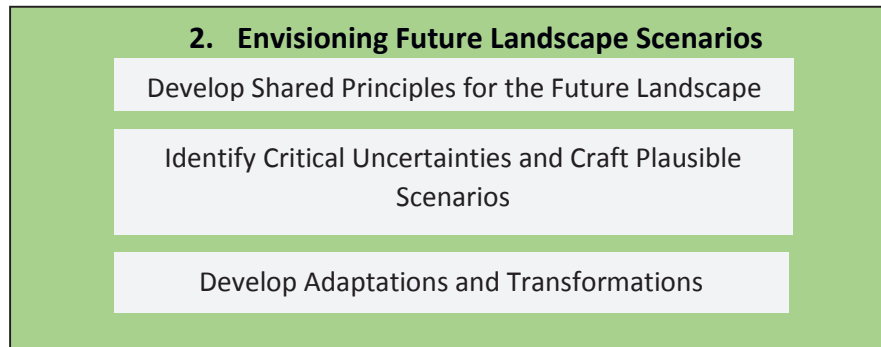 2. Envisioning Future Landscape Scenarios
Develop Shared Principles for the Future Landscape
Identify Critical Uncertainties and Craft Plausible
Scenarios
Develop Adaptations and Transformations